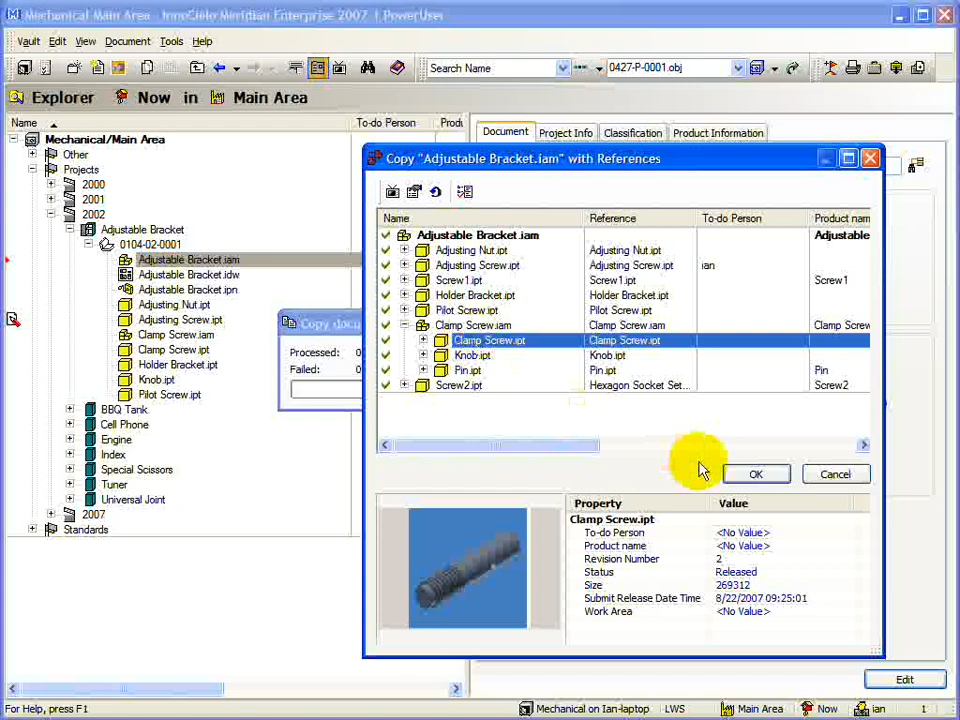 Mechanical Main Area - InnoCielo Meridian Enterprise 2007 | PowerUser
Vault Edit View Document Tools Help
Search Name
0427-P-0001.obj
Explorer Now in Main Area
Name To-do Person Produ
Mechanical/Main Area
Other
Projects
2000
2001
2002
Adjustable Bracket
0104-02-0001
Adjustable Bracket.iam
Adjustable Bracket.idw
Adjustable Bracket.ipn
Adjusting Nut.ipt
Adjusting Screw.ipt
Clamp Screw.iam
Clamp Screw.ipt
Holder Bracket.ipt
Knob.ipt
Pilot Screw.ipt
BBQ Tank
Cell Phone
Engine
Index
Special Scissors
Tuner
Universal Joint
2007
Standards
Document Project Info Classification Product Information
Copy docu
Processed: 0
Failed: 0
Copy "Adjustable Bracket.iam" with References
Name Reference To-do Person Product nam
Adjustable Bracket.iam Adjustable
Adjusting Nut.ipt Adjusting Nut.ipt
Adjusting Screw.ipt Adjusting Screw.ipt ian
Screw1.ipt Screw1.ipt Screw1
Holder Bracket.ipt Holder Bracket.ipt
Pilot Screw.ipt Pilot Screw.ipt
Clamp Screw.iam Clamp Screw.iam Clamp Screw
Clamp Screw.ipt Clamp Screw.ipt
Knob.ipt Knob.ipt
Pin.ipt Pin.ipt Pin
Screw2.ipt Hexagon Socket Set... Screw2
OK Cancel
Property Value
Clamp Screw.ipt
To-do Person <No Value>
Product name <No Value>
Revision Number 2
Status Released
Size 269312
Submit Release Date Time 8/22/2007 09:25:01
Work Area <No Value>
Edit
For Help, press F1
Mechanical on Ian-laptop LWS Main Area Now ian 1